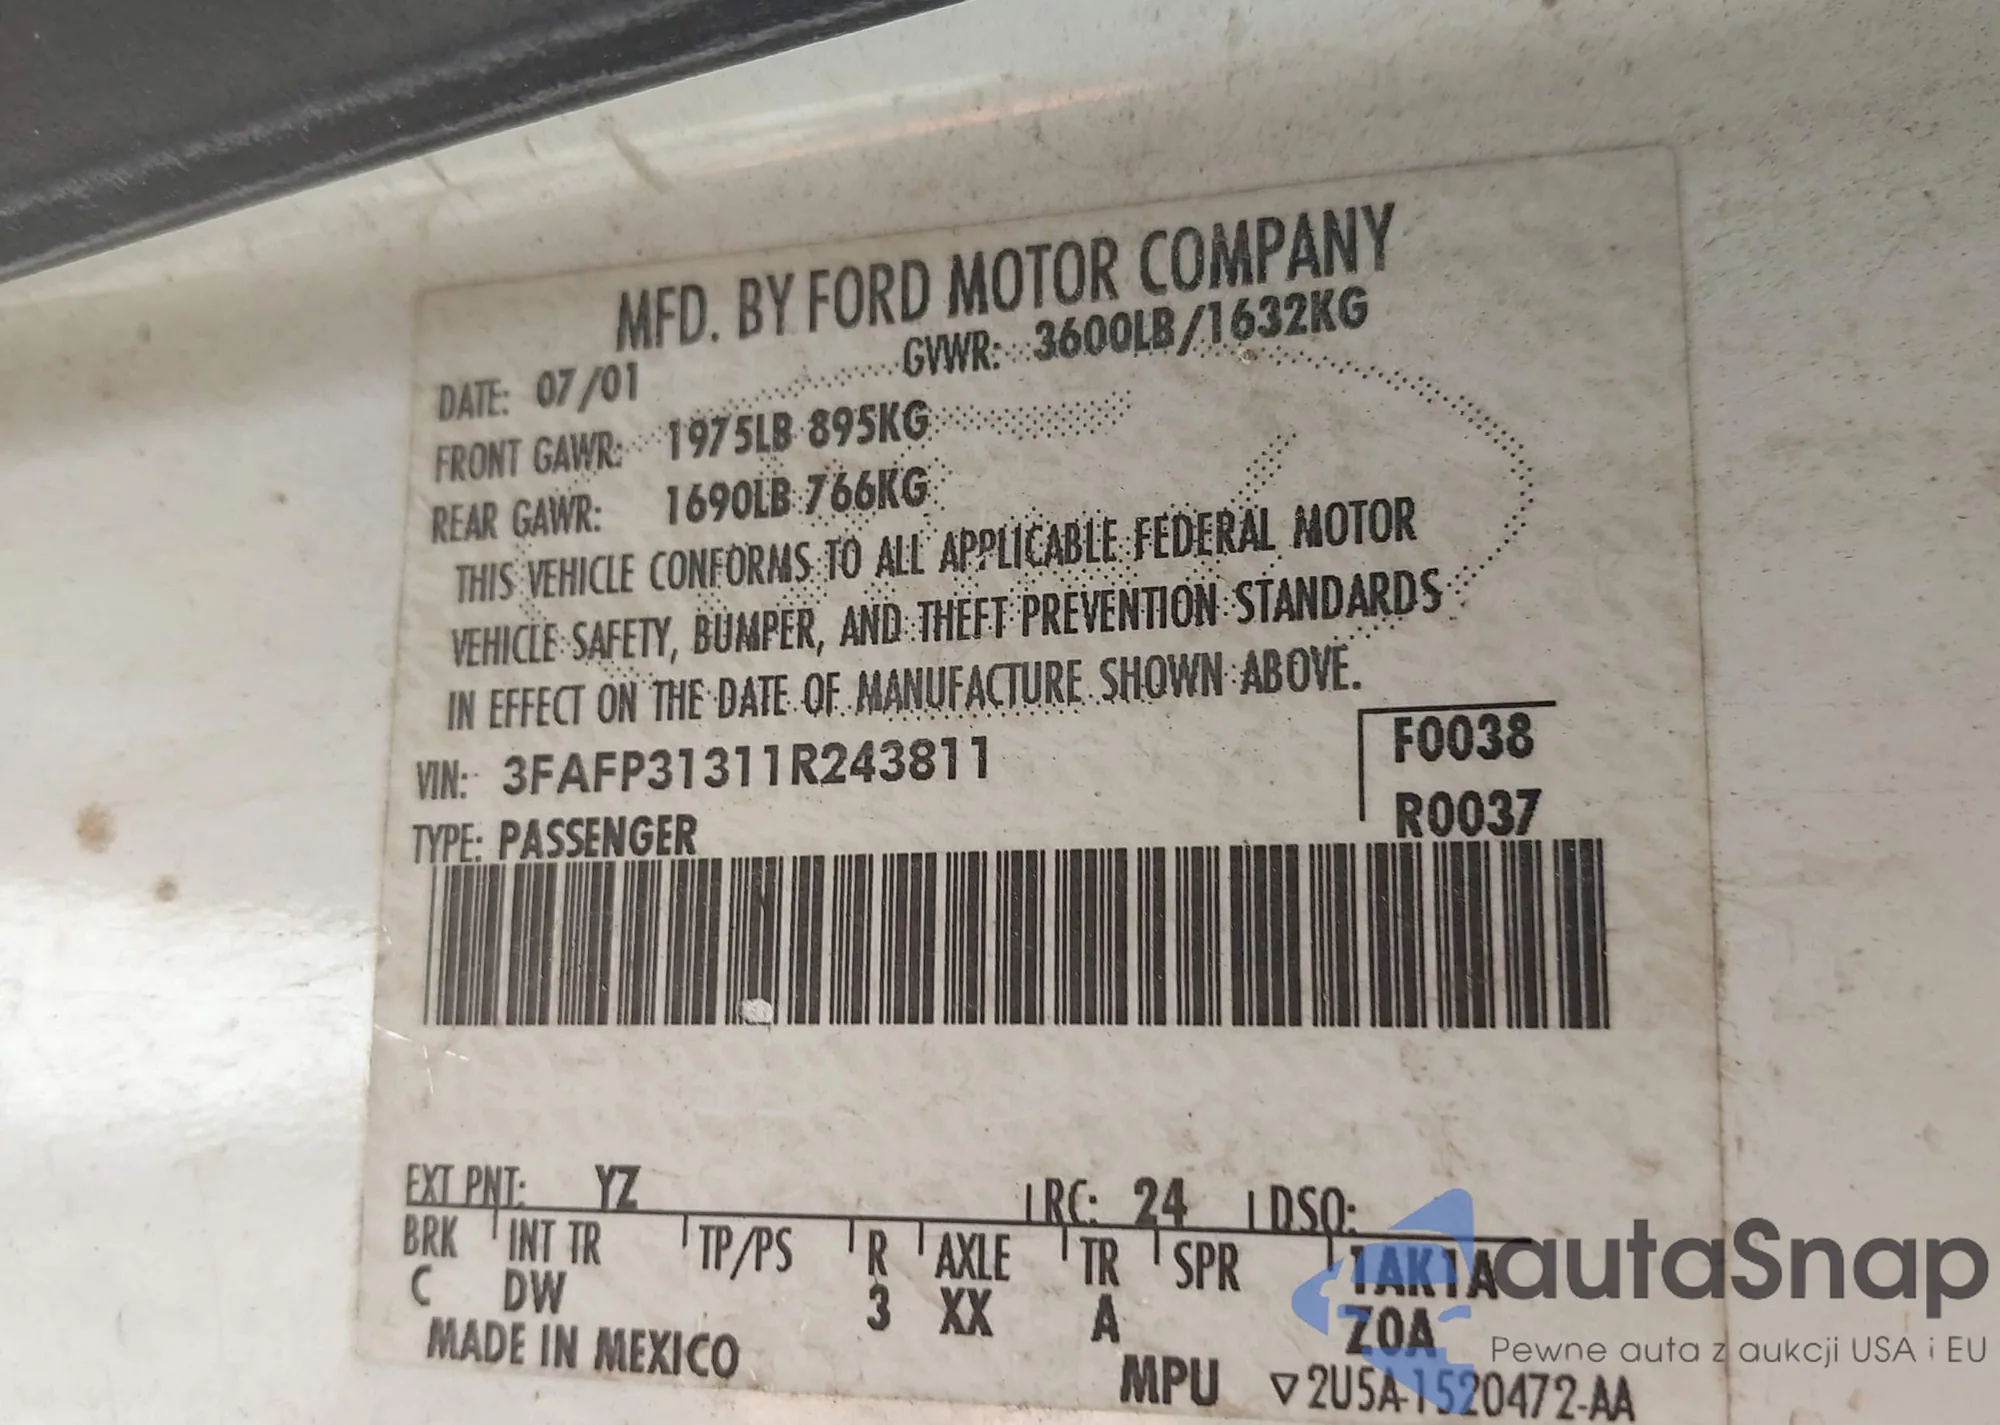 MFD. BY FORD MOTOR COMPANY
DATE: 07/01 GVWR: 3600LB/1632KG
FRONT GAWR: 1975LB 895KG
REAR GAWR: 1690LB 766KG
THIS VEHICLE CONFORMS TO ALL APPLICABLE FEDERAL MOTOR
VEHICLE SAFETY, BUMPER, AND THEFT PREVENTION STANDARDS
IN EFFECT ON THE DATE OF MANUFACTURE SHOWN ABOVE.
VIN: 3FAFP31311R243811
F0038
TYPE: PASSENGER
R0037
EXT PNT: YZ RC: 24 DSO:
BRK INT TR TP/PS R AXLE TR SPR 1AK1A
C DW 3 XX A Z0A
MADE IN MEXICO
MPU ▽2U5A-1520472-AA
autoSnap
Pewne auta z aukcji USA i EU